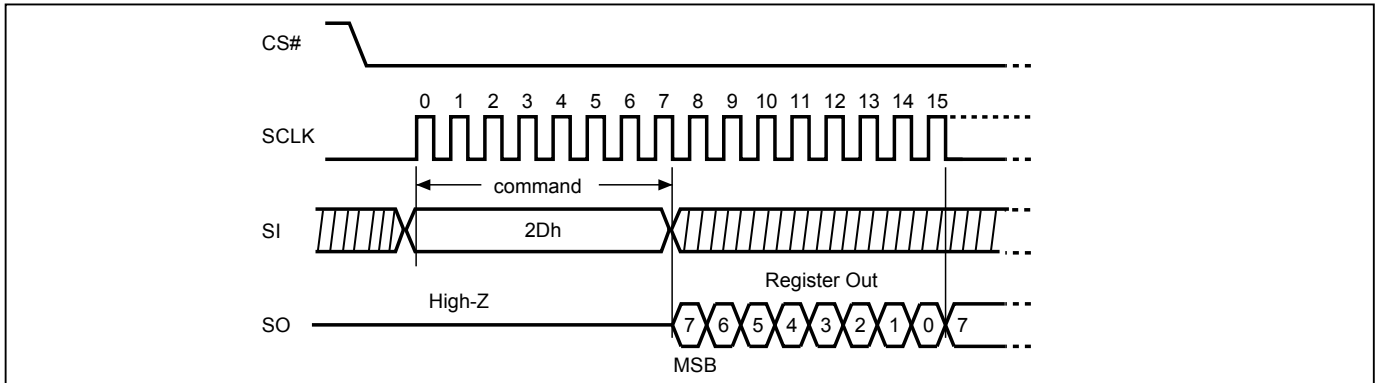 CS#
0 1 2 3 4 5 6 7 8 9 10 11 12 13 14 15
SCLK
command
SI
2Dh
Register Out
High-Z
SO
7 6 5 4 3 2 1 0 7
MSB